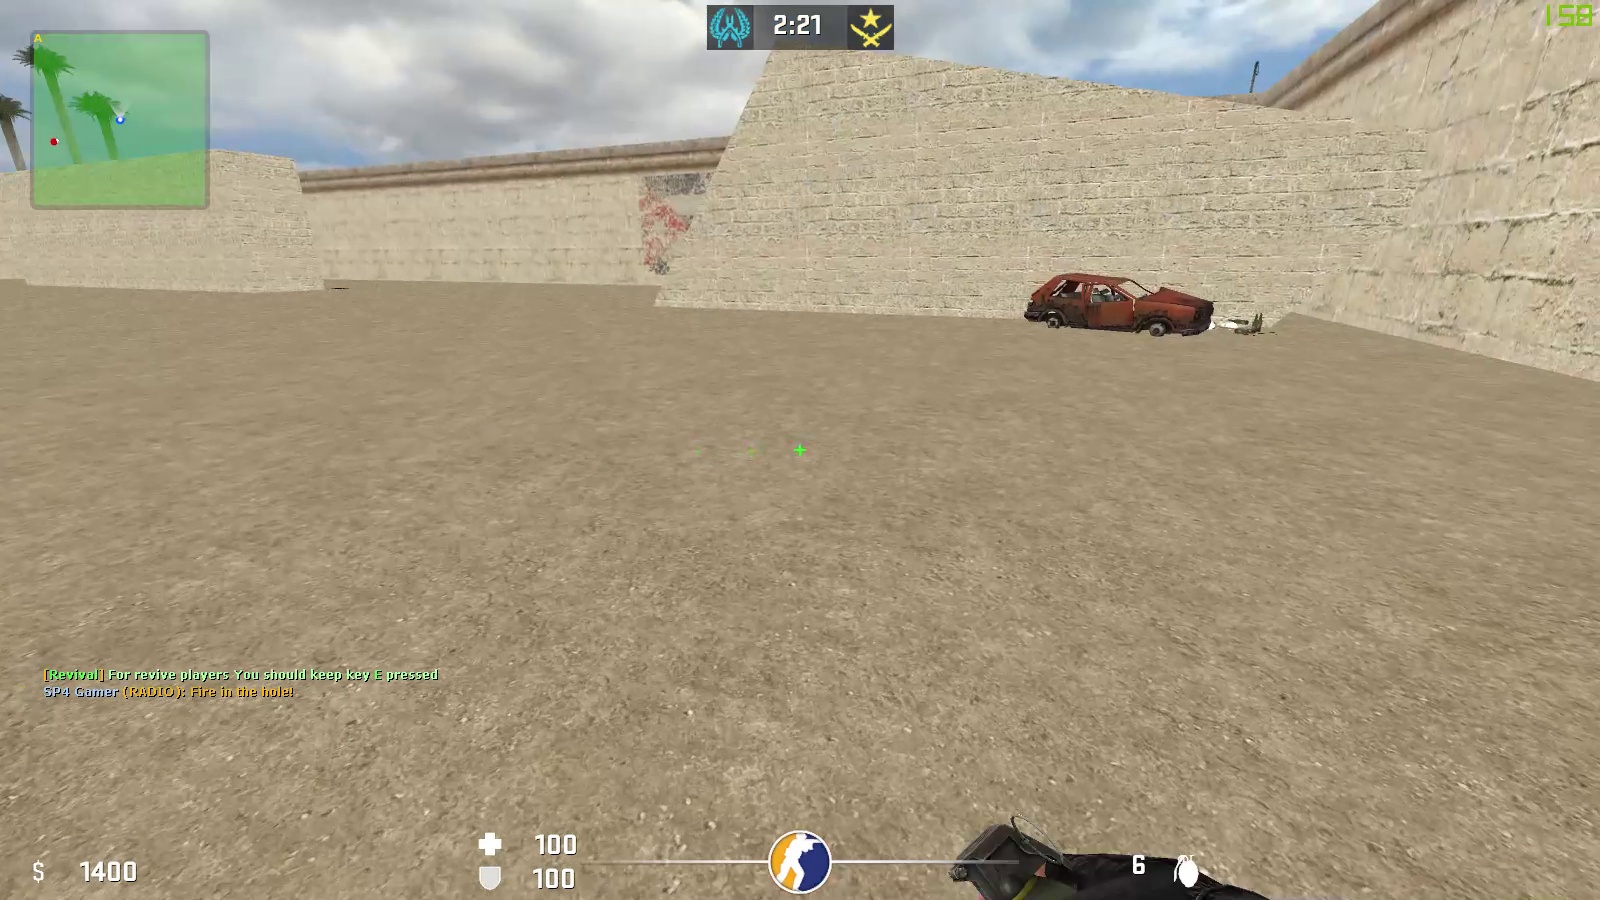 2:21
158
A
[Revival] For revive players You should keep key E pressed
SP4 Gamer (RADIO): Fire in the hole!
100
100
$ 1400
6